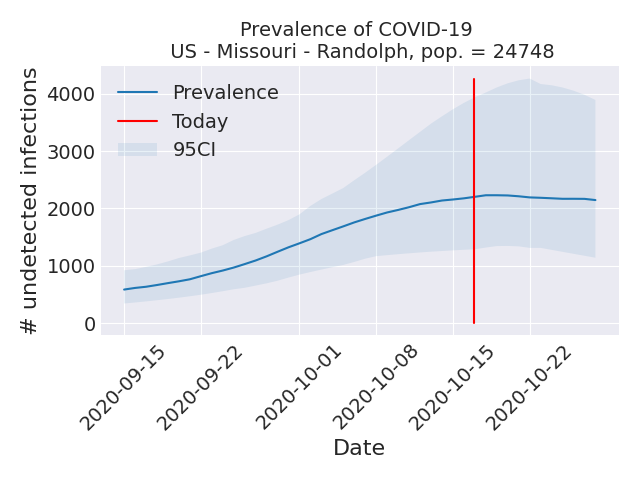 Prevalence of COVID-19
US - Missouri - Randolph, pop. = 24748
# undetected infections
4000
3000
2000
1000
0
Prevalence
Today
95CI
2020-09-15
2020-09-22
2020-10-01
2020-10-08
2020-10-15
2020-10-22
Date